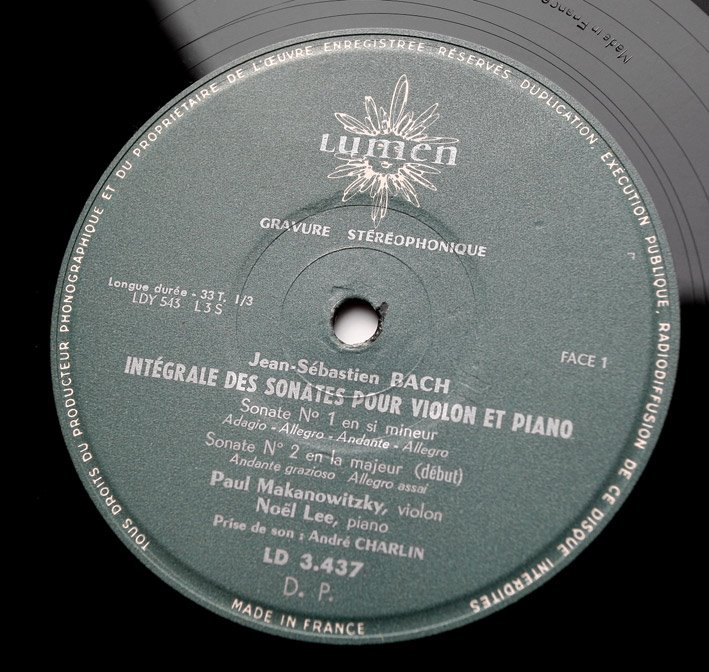 Made in France
TOUS DROITS DU PRODUCTEUR PHONOGRAPHIQUE ET DU PROPRIÉTAIRE DE L'ŒUVRE ENREGISTRÉE RÉSERVÉS. DUPLICATION, EXÉCUTION PUBLIQUE, RADIODIFFUSION DE CE DISQUE INTERDITES
Lumen
GRAVURE STÉRÉOPHONIQUE
Longue durée - 33 T. 1/3
LDY 543 L 3 S
FACE 1
Jean-Sébastien BACH
INTÉGRALE DES SONATES POUR VIOLON ET PIANO
Sonate N° 1 en si mineur
Adagio - Allegro - Andante - Allegro
Sonate N° 2 en la majeur (début)
Andante grazioso Allegro assai
Paul Makanowitzky, violon
Noël Lee, piano
Prise de son : André CHARLIN
LD 3.437
D. P.
MADE IN FRANCE